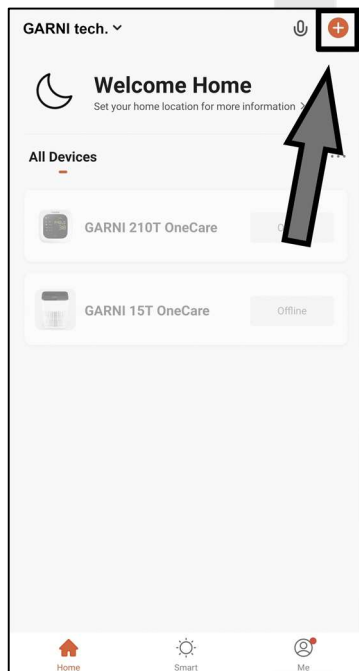 GARNI tech.
Welcome Home
Set your home location for more information
All Devices
GARNI 210T OneCare
GARNI 15T OneCare
Offline
Home
Smart
Me